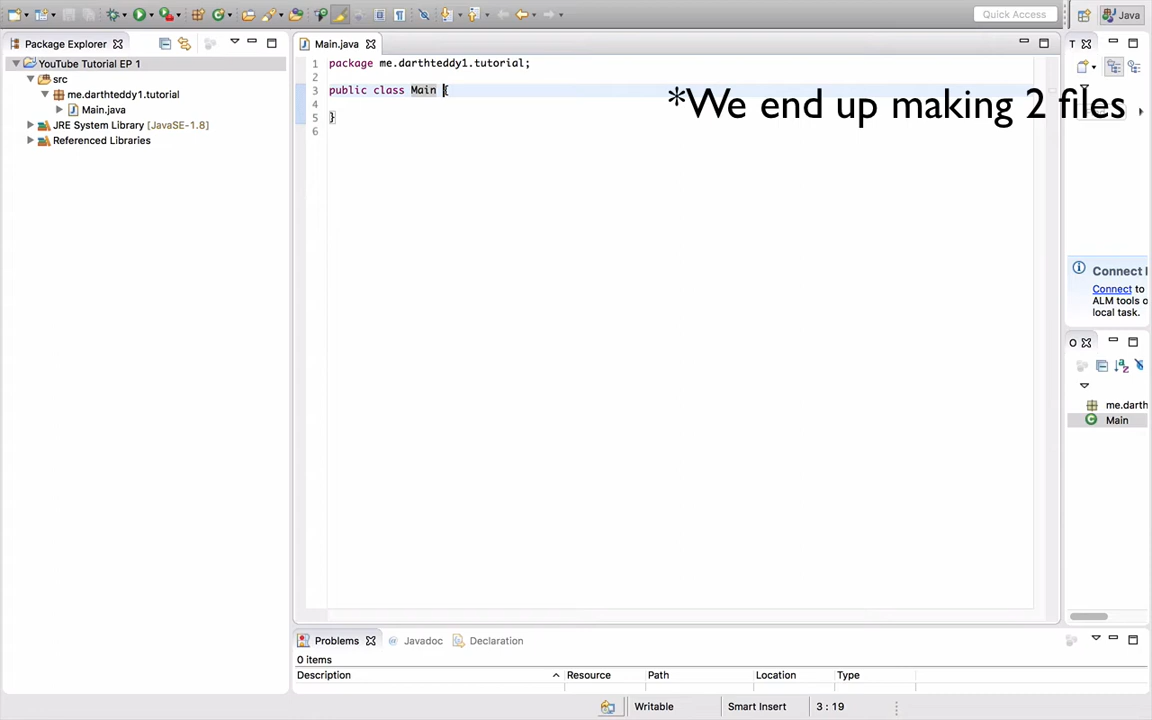 Quick Access
Java
Package Explorer
YouTube Tutorial EP 1
src
me.darthteddy1.tutorial
Main.java
JRE System Library [JavaSE-1.8]
Referenced Libraries
Main.java
1 package me.darthteddy1.tutorial;
2
3 public class Main {
4
5 }
6
*We end up making 2 files
T
Connect
Connect to
ALM tools o
local task.
O
me.darth
Main
Problems
Javadoc
Declaration
0 items
Description Resource Path Location Type
Writable Smart Insert 3 : 19